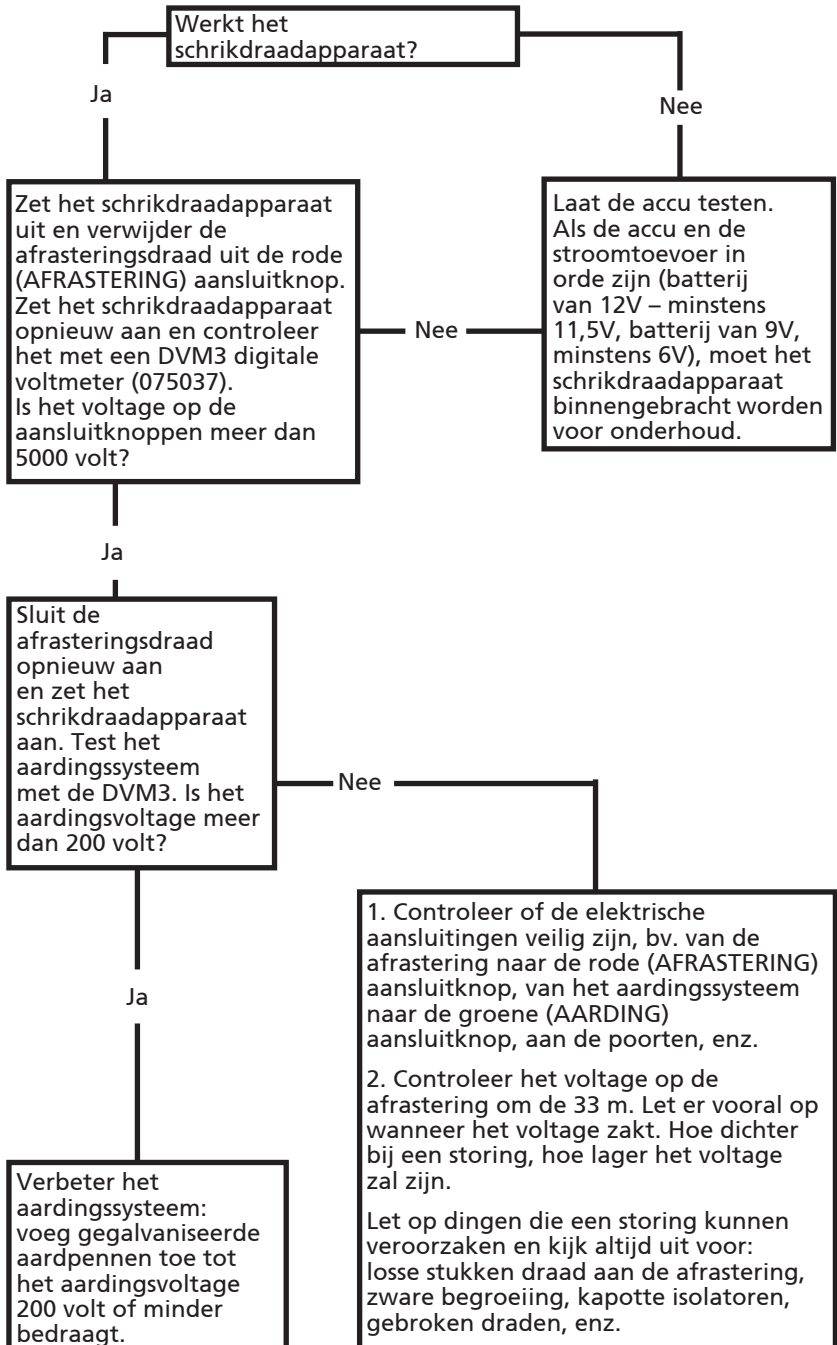 Werkt het
schrikdraadapparaat?
Ja
Nee
Zet het schrikdraadapparaat
uit en verwijder de
afrasteringsdraad uit de rode
(AFRASTERING) aansluitknop.
Zet het schrikdraadapparaat
opnieuw aan en controleer
het met een DVM3 digitale
voltmeter (075037).
Is het voltage op de
aansluitknoppen meer dan
5000 volt?
Nee
Laat de accu testen.
Als de accu en de
stroomtoevoer in
orde zijn (batterij
van 12V – minstens
11,5V, batterij van 9V,
minstens 6V), moet het
schrikdraadapparaat
binnengebracht worden
voor onderhoud.
Ja
Sluit de
afrasteringsdraad
opnieuw aan
en zet het
schrikdraadapparaat
aan. Test het
aardingssysteem
met de DVM3. Is het
aardingsvoltage meer
dan 200 volt?
Nee
Ja
1. Controleer of de elektrische
aansluitingen veilig zijn, bv. van de
afrastering naar de rode (AFRASTERING)
aansluitknop, van het aardingssysteem
naar de groene (AARDING)
aansluitknop, aan de poorten, enz.
2. Controleer het voltage op de
afrastering om de 33 m. Let er vooral op
wanneer het voltage zakt. Hoe dichter
bij een storing, hoe lager het voltage
zal zijn.
Let op dingen die een storing kunnen
veroorzaken en kijk altijd uit voor:
losse stukken draad aan de afrastering,
zware begroeiing, kapotte isolatoren,
gebroken draden, enz.
Verbeter het
aardingssysteem:
voeg gegalvaniseerde
aardpennen toe tot
het aardingsvoltage
200 volt of minder
bedraagt.